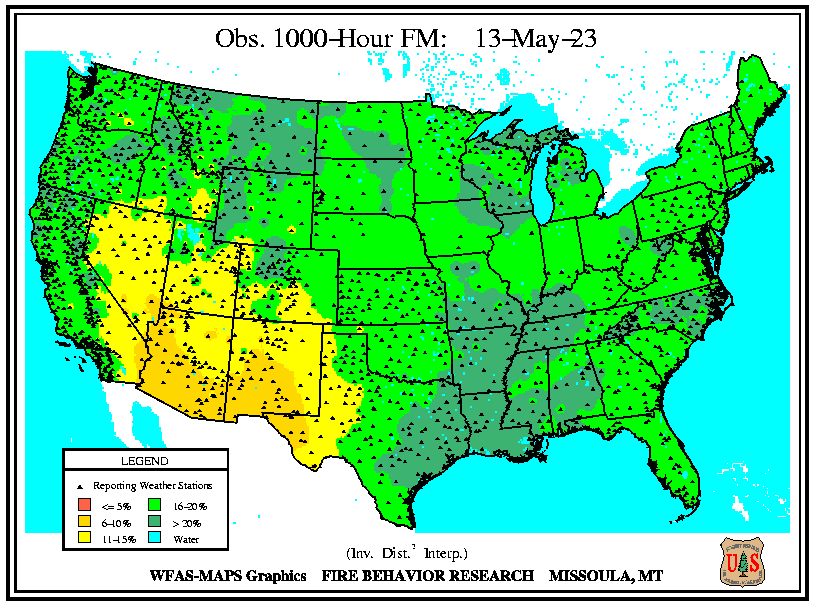 Obs. 1000-Hour FM: 13-May-23
LEGEND
Reporting Weather Stations
<= 5% 16-20%
6-10% > 20%
11-15% Water
(Inv. Dist.² Interp.)
WFAS-MAPS Graphics FIRE BEHAVIOR RESEARCH MISSOULA, MT
U S